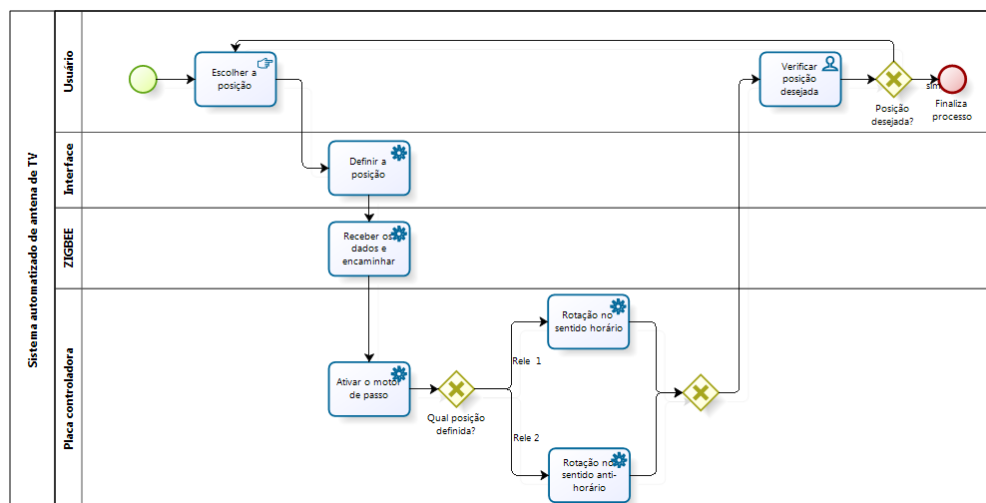 Sistema automatizado de antena de TV
Usuário
Escolher a
posição
Verificar
posição
desejada
sim
Posição
desejada?
Finaliza
processo
Interface
Definir a
posição
ZIGBEE
Receber os
dados e
encaminhar
Placa controladora
Ativar o motor
de passo
Qual posição
definida?
Rele 1
Rotação no
sentido horário
Rele 2
Rotação no
sentido anti-
horário